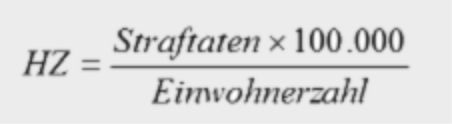 HZ = Straftaten × 100.000
Einwohnerzahl